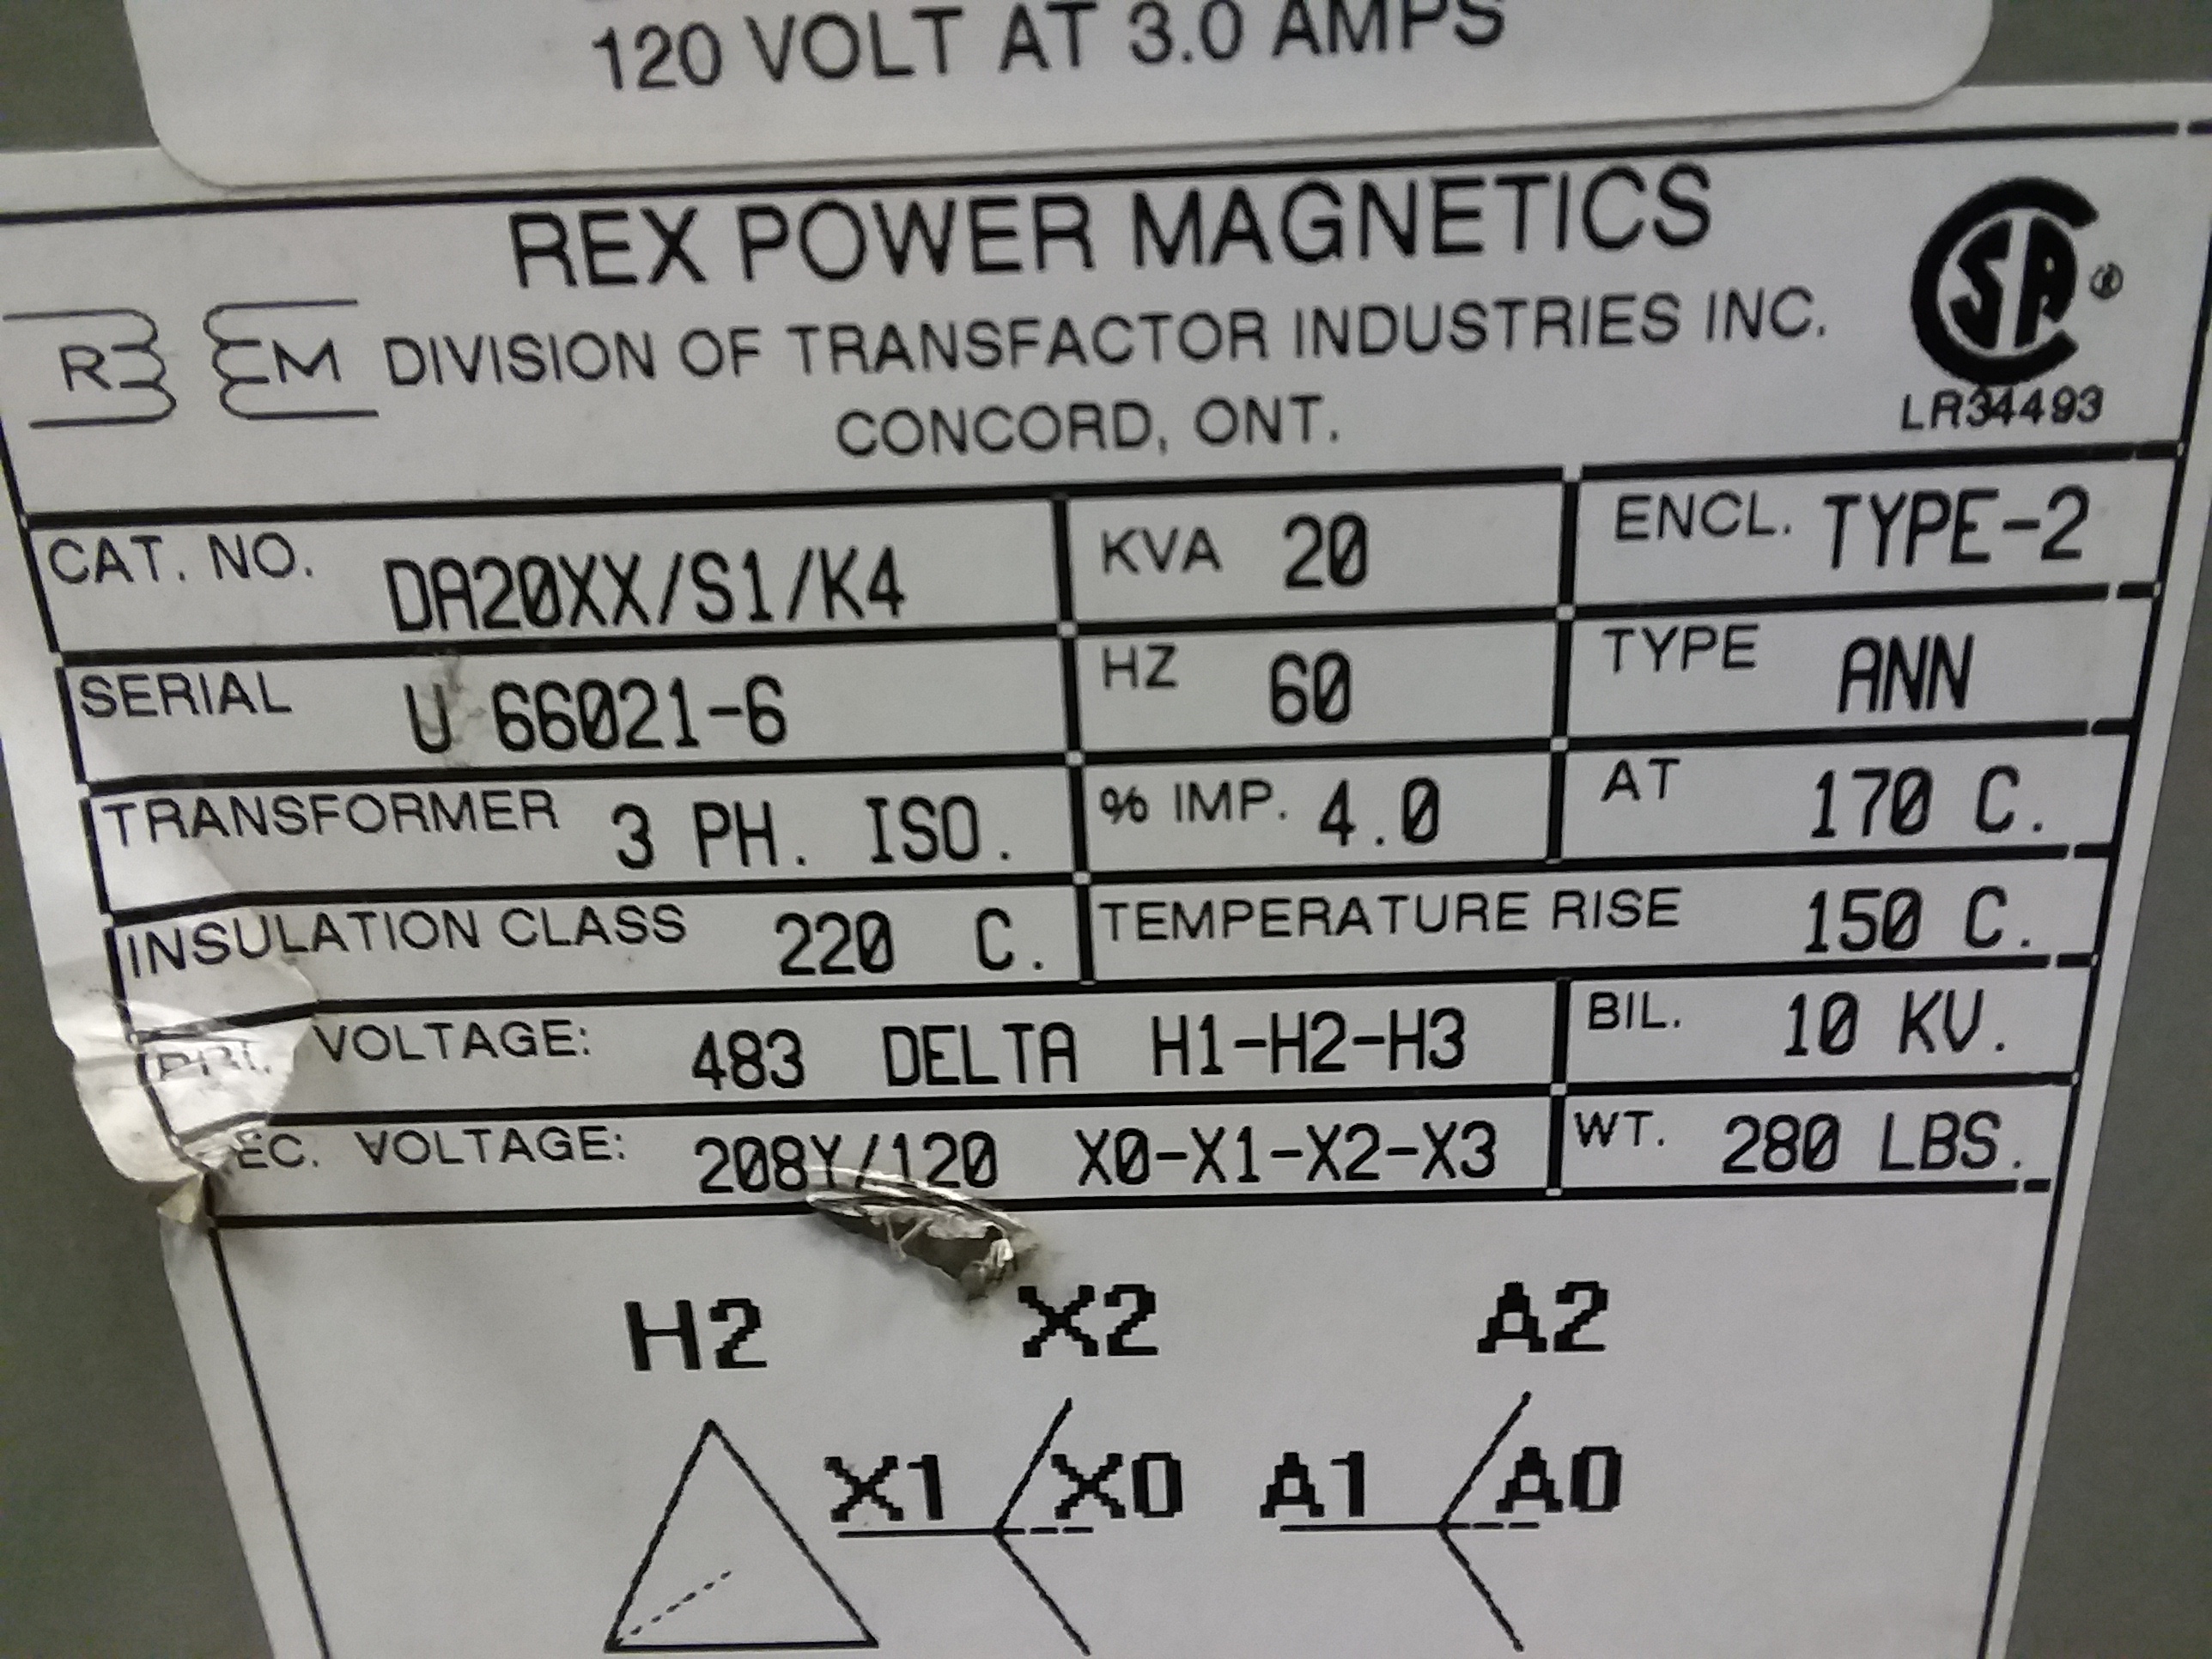 120 VOLT AT 3.0 AMPS
REX POWER MAGNETICS
R M DIVISION OF TRANSFACTOR INDUSTRIES INC.
CONCORD, ONT.
SA ®
LR34493
CAT. NO. DA20XX/S1/K4 KVA 20 ENCL. TYPE-2
SERIAL U 66021-6 HZ 60 TYPE ANN
TRANSFORMER 3 PH. ISO. % IMP. 4.0 AT 170 C.
INSULATION CLASS 220 C. TEMPERATURE RISE 150 C.
PRI. VOLTAGE: 483 DELTA H1-H2-H3 BIL. 10 KV.
EC. VOLTAGE: 208Y/120 X0-X1-X2-X3 WT. 280 LBS.
H2 X2 A2
X1 X0 A1 A0